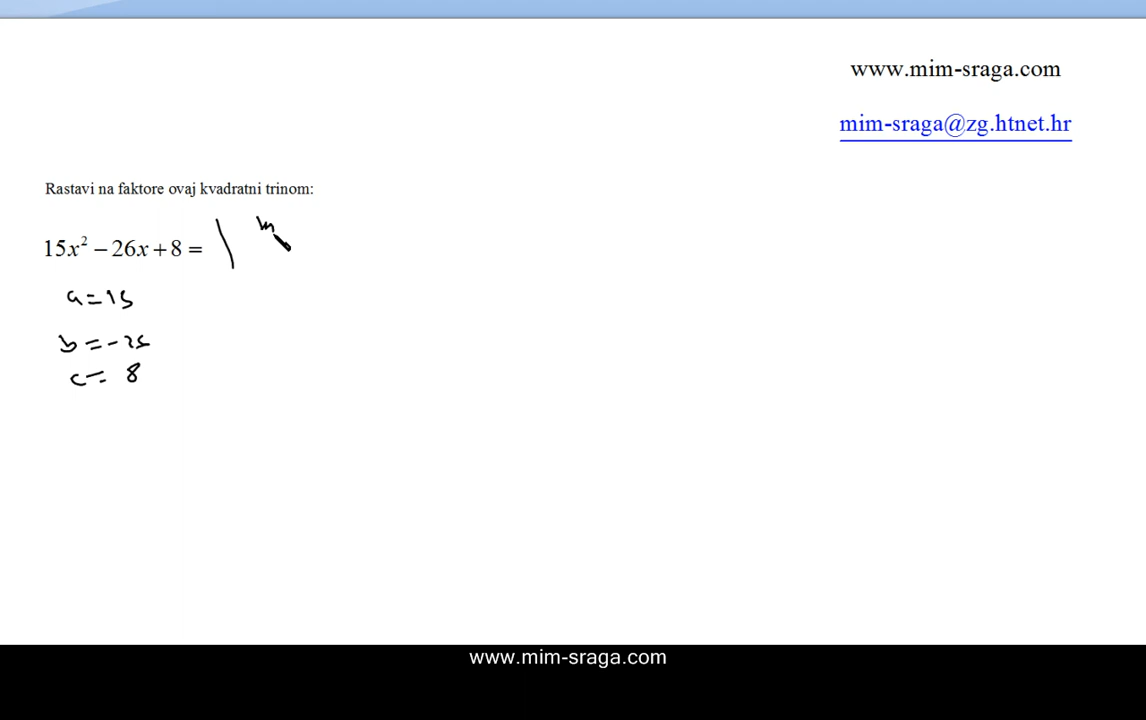 www.mim-sraga.com
mim-sraga@zg.htnet.hr
Rastavi na faktore ovaj kvadratni trinom:
15x² − 26x + 8 = \ m
a = 15
b = -26
c = 8
www.mim-sraga.com